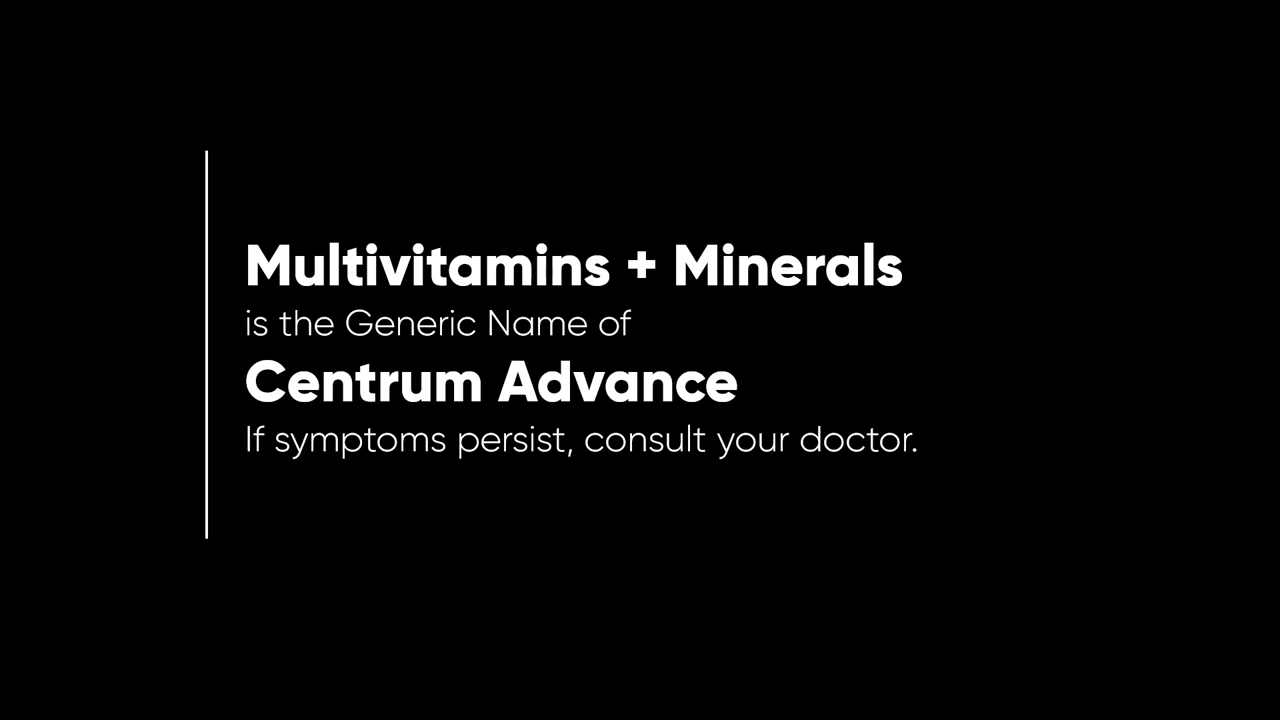 Multivitamins + Minerals
is the Generic Name of
Centrum Advance
If symptoms persist, consult your doctor.